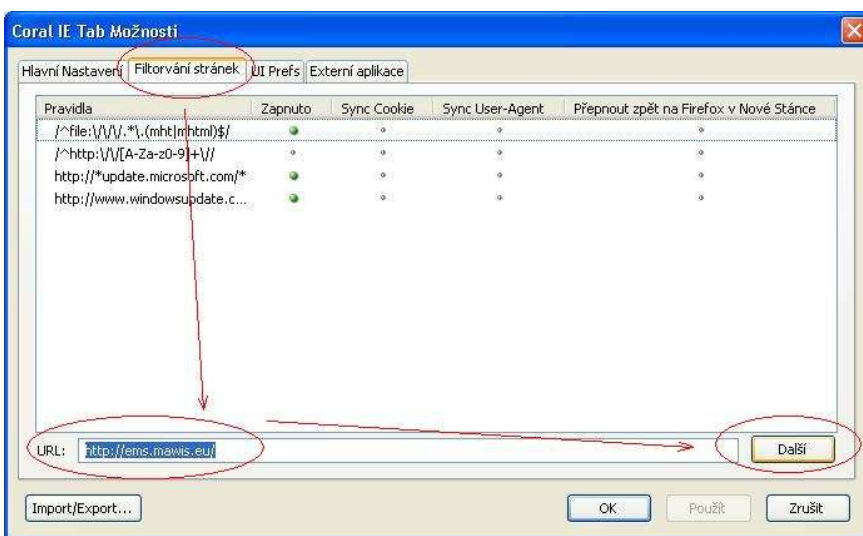 Coral IE Tab Možnosti
Hlavní Nastavení Filtorvání stránek UI Prefs Externí aplikace
Pravidla Zapnuto Sync Cookie Sync User-Agent Přepnout zpět na Firefox v Nové Stánce
/^file:\/\/\/.*\.(mht|mhtml)$/
/^http:\/\/[A-Za-z0-9]+\//
http://*update.microsoft.com/*
http://www.windowsupdate.c...
URL: http://ems.mawis.eu/ Další
Import/Export... OK Použít Zrušit